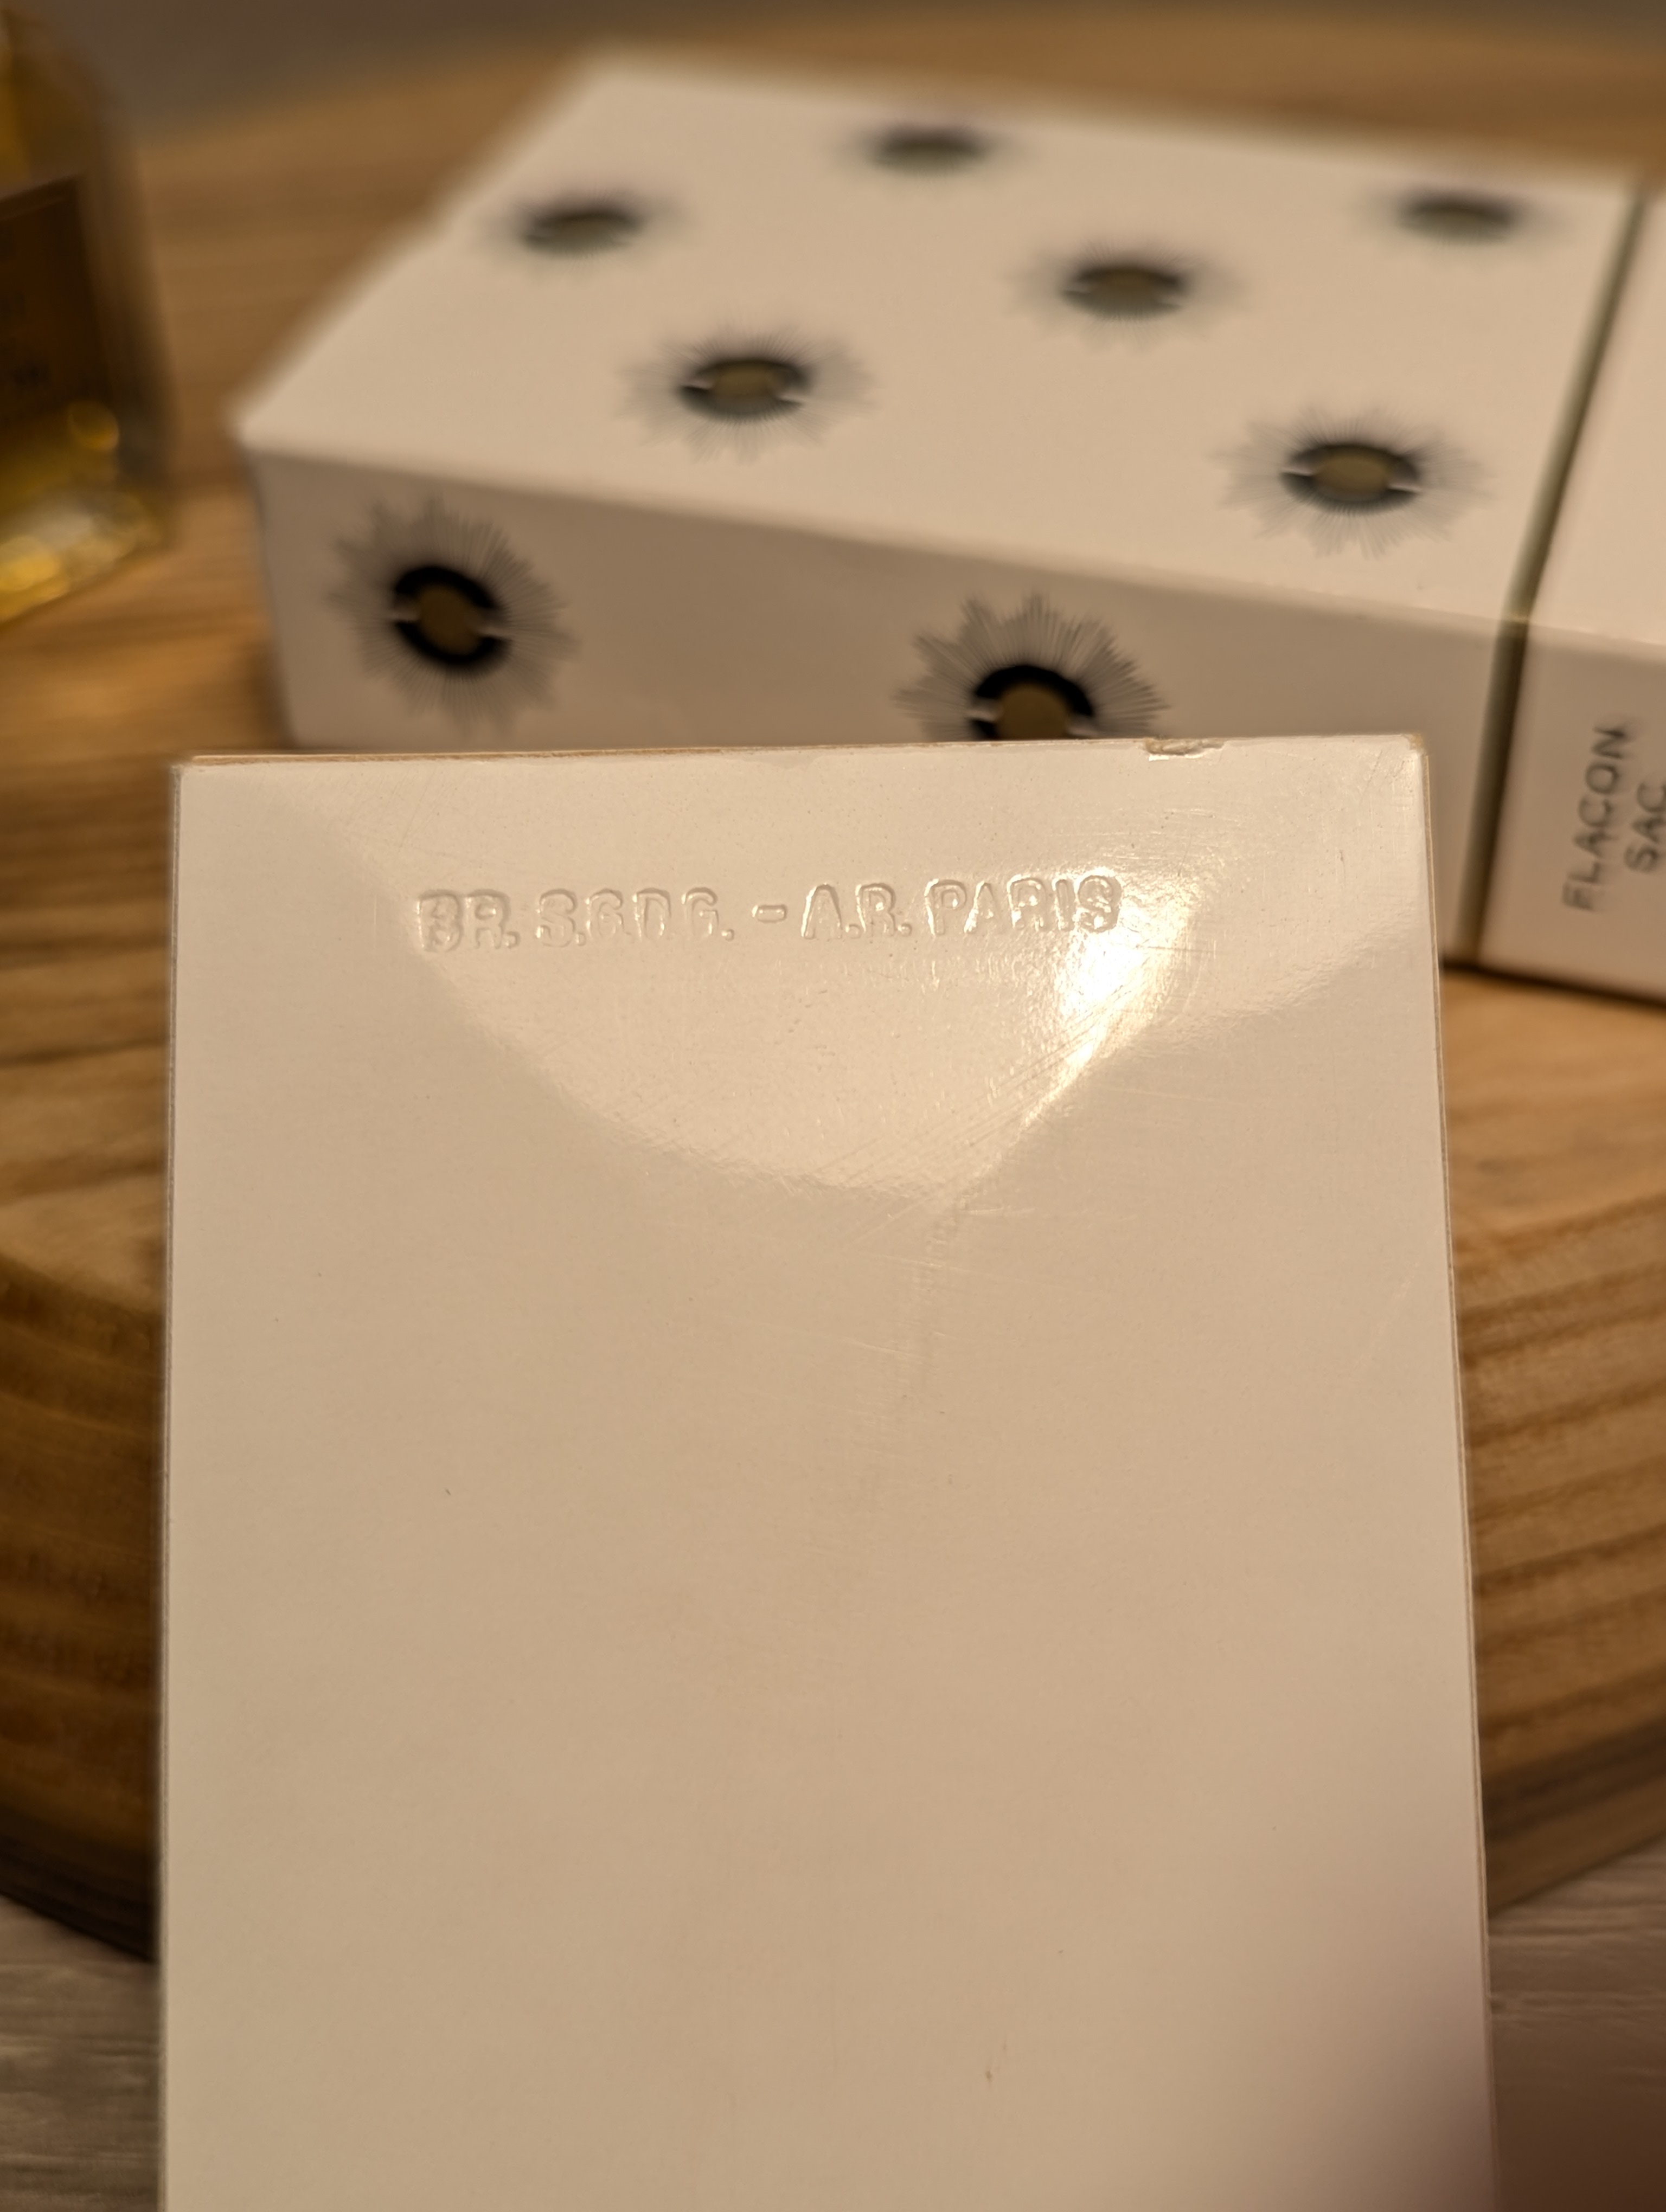 FLACON
SAC
BR. S.G.D.G. - A.R. PARIS